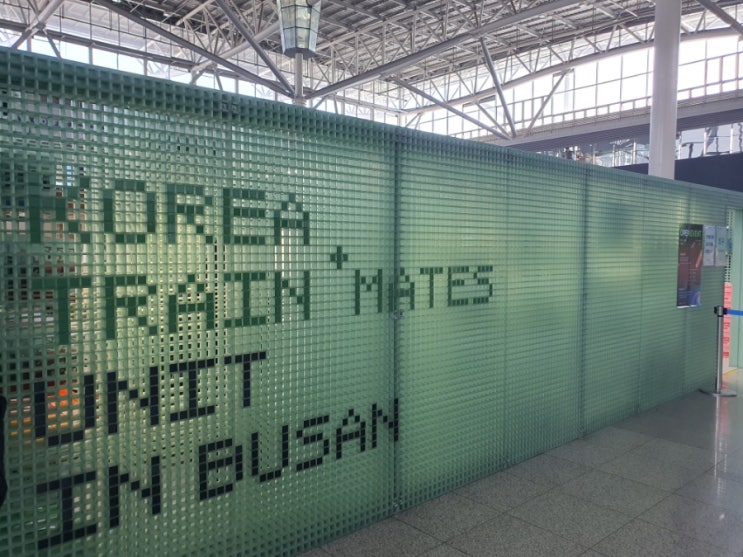 KOREA
TRAIN + MATES
UNIT
IN BUSAN